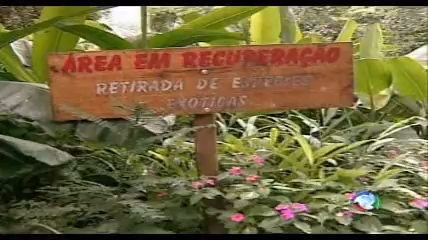 ÁREA EM RECUPERAÇÃO
RETIRADA DE ESPÉCIES
EXÓTICAS